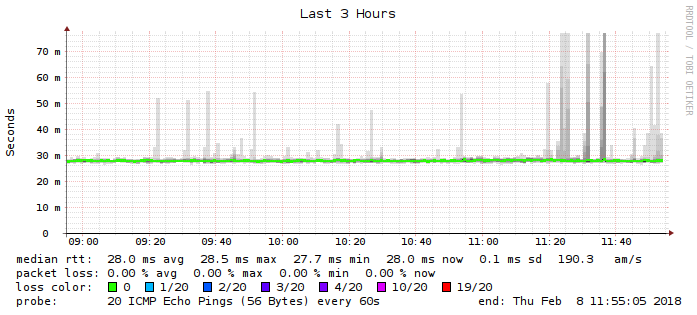 Last 3 Hours
RRDTOOL / TOBI OETIKER
Seconds
70 m
60 m
50 m
40 m
30 m
20 m
10 m
0
09:00 09:20 09:40 10:00 10:20 10:40 11:00 11:20 11:40
median rtt: 28.0 ms avg 28.5 ms max 27.7 ms min 28.0 ms now 0.1 ms sd 190.3 am/s
packet loss: 0.00 % avg 0.00 % max 0.00 % min 0.00 % now
loss color: 0 1/20 2/20 3/20 4/20 10/20 19/20
probe: 20 ICMP Echo Pings (56 Bytes) every 60s end: Thu Feb 8 11:55:05 2018